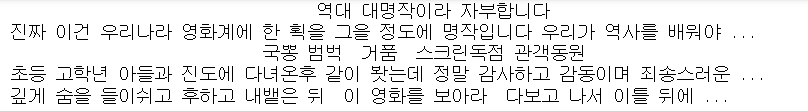 역대 대명작이라 자부합니다
진짜 이건 우리나라 영화계에 한 획을 그을 정도에 명작입니다 우리가 역사를 배워야 ...
국뽕 범벅 거품 스크린독점 관객동원
초등 고학년 아들과 진도에 다녀온후 같이 봣는데 정말 감사하고 감동이며 죄송스러운 ...
깊게 숨을 들이쉬고 후하고 내뱉은 뒤 이 영화를 보아라 다보고 나서 이틀 뒤에 ...